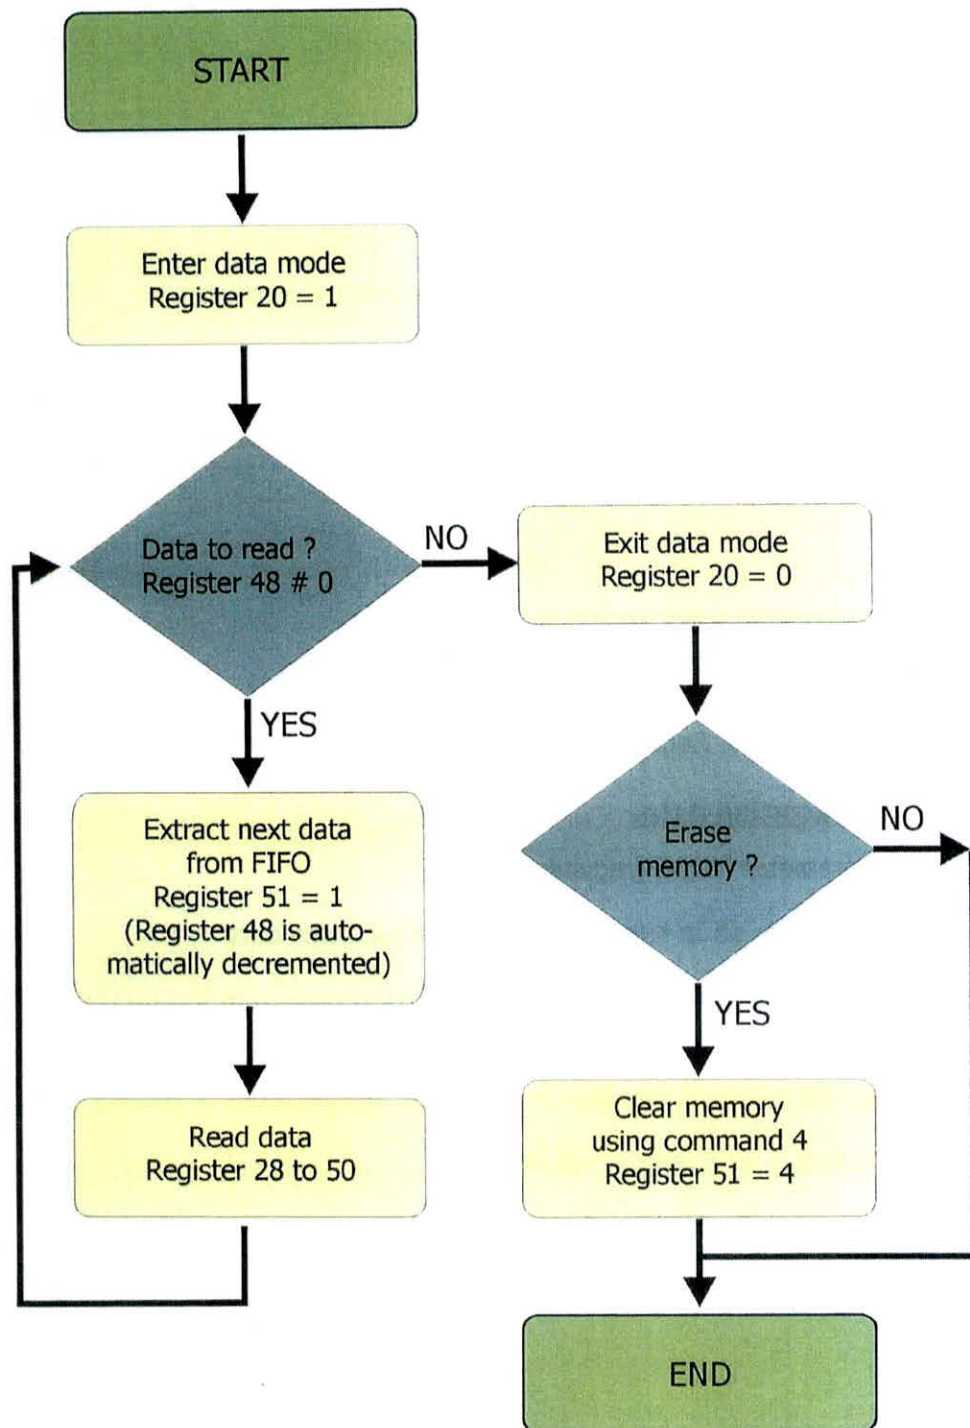 START
Enter data mode
Register 20 = 1
Data to read ?
Register 48 # 0
NO
YES
Extract next data
from FIFO
Register 51 = 1
(Register 48 is auto-
matically decremented)
Read data
Register 28 to 50
Exit data mode
Register 20 = 0
Erase
memory ?
NO
YES
Clear memory
using command 4
Register 51 = 4
END